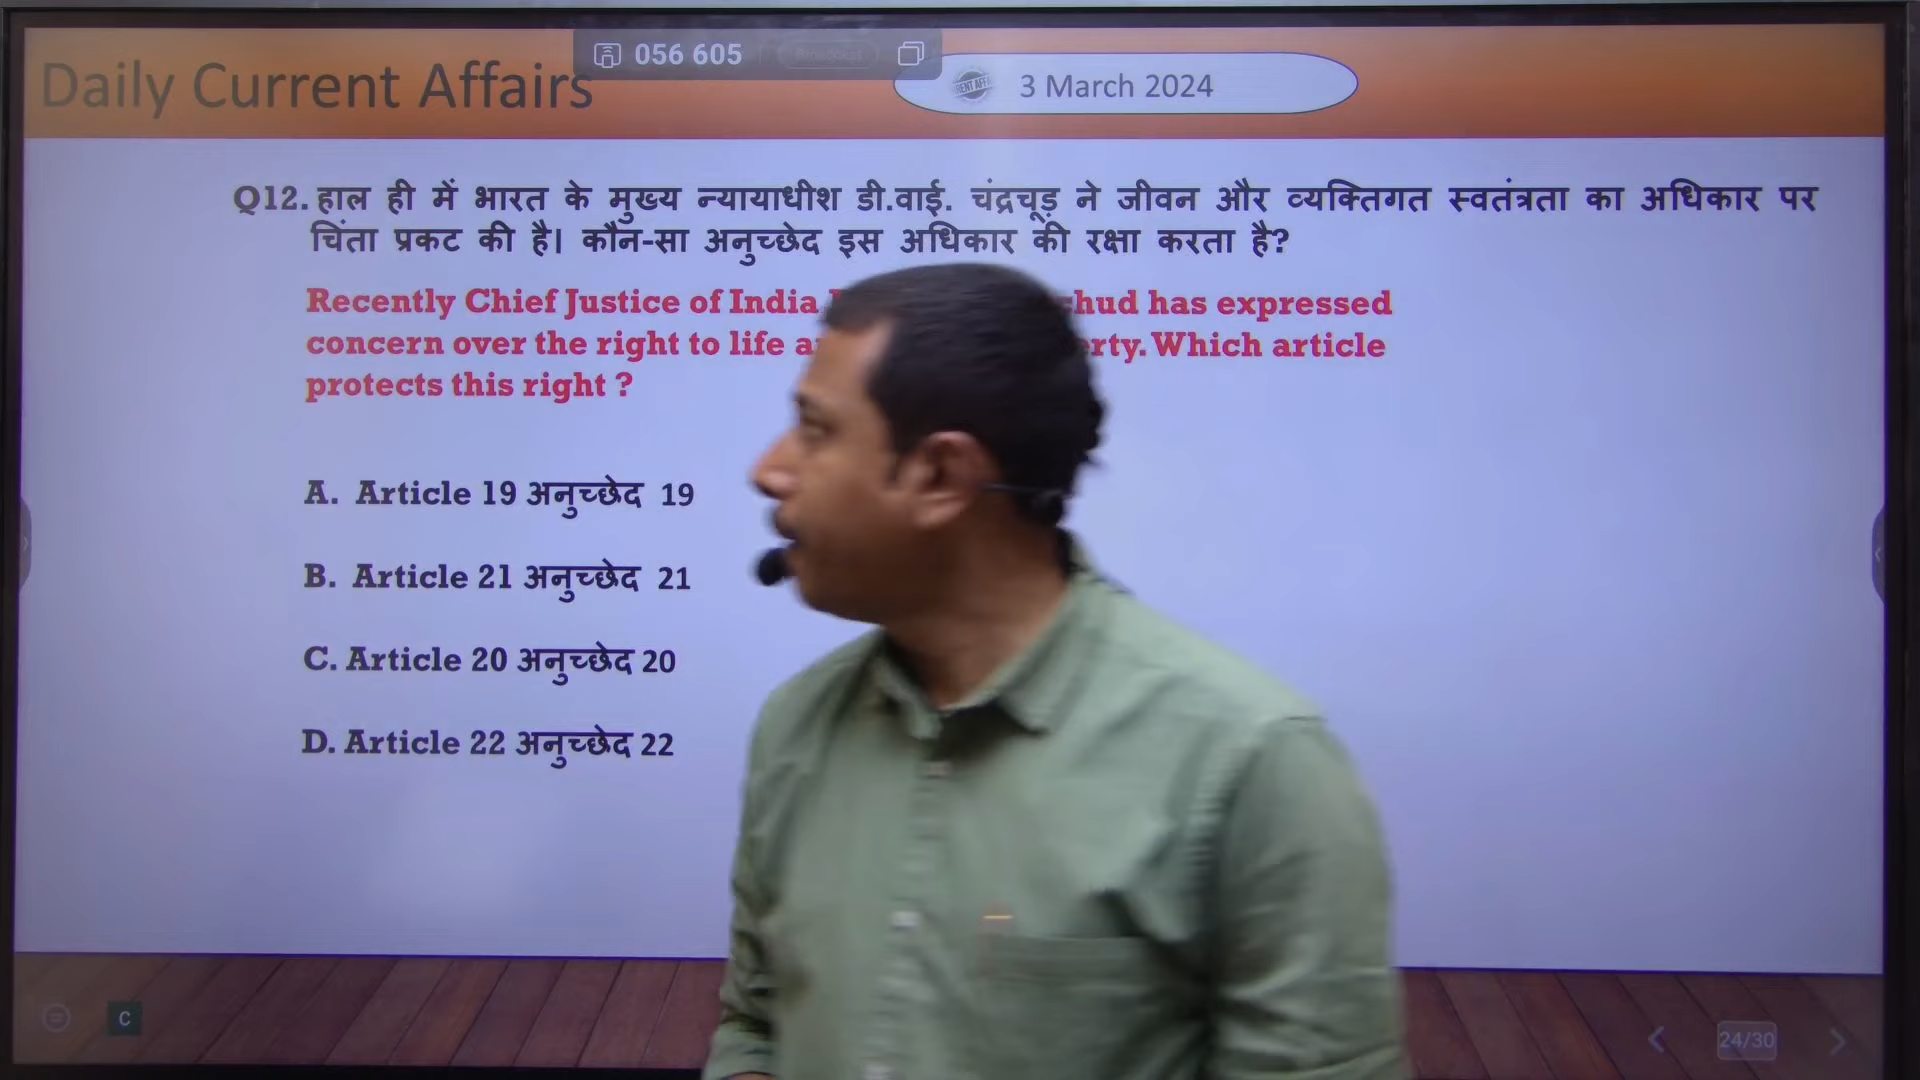 Daily Current Affairs
056 605
3 March 2024
Q12. हाल ही में भारत के मुख्य न्यायाधीश डी.वाई. चंद्रचूड़ ने जीवन और व्यक्तिगत स्वतंत्रता का अधिकार पर
चिंता प्रकट की है। कौन-सा अनुच्छेद इस अधिकार की रक्षा करता है?
Recently Chief Justice of India chud has expressed
concern over the right to life a erty. Which article
protects this right ?
A. Article 19 अनुच्छेद 19
B. Article 21 अनुच्छेद 21
C. Article 20 अनुच्छेद 20
D. Article 22 अनुच्छेद 22
C
24/30